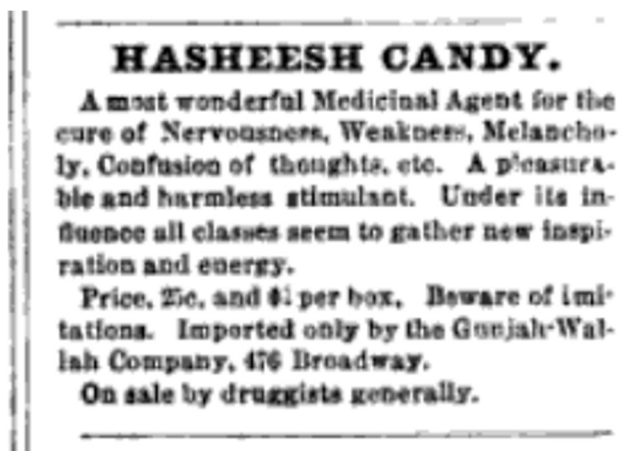 HASHEESH CANDY.
A most wonderful Medicinal Agent for the
cure of Nervousness, Weakness, Melancho-
ly, Confusion of thoughts, etc. A pleasura-
ble and harmless stimulant. Under its in-
fluence all classes seem to gather new inspi-
ration and energy.
Price, 25c. and $1 per box. Beware of imi-
tations. Imported only by the Gunjah-Wal-
lah Company, 476 Broadway.
On sale by druggists generally.